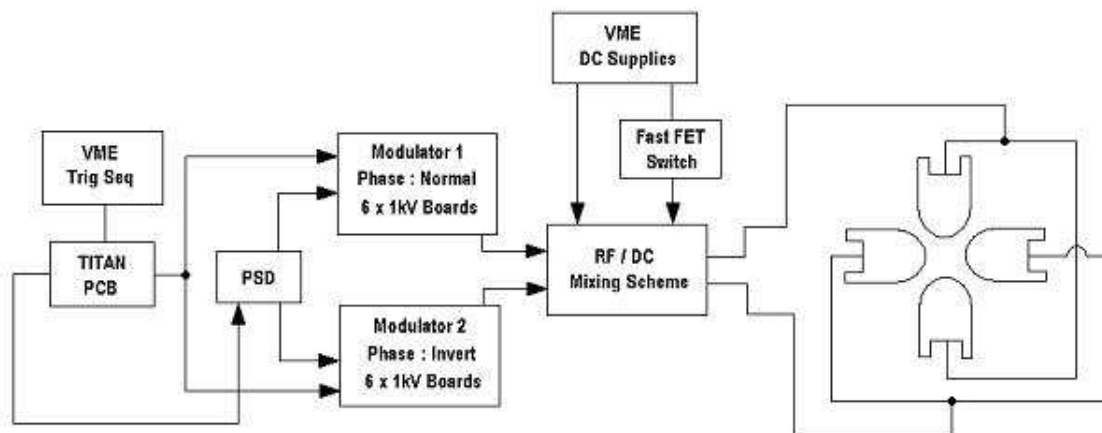 VME
Trig Seq
TITAN
PCB
PSD
Modulator 1
Phase : Normal
6 x 1kV Boards
Modulator 2
Phase : Invert
6 x 1kV Boards
VME
DC Supplies
Fast FET
Switch
RF / DC
Mixing Scheme